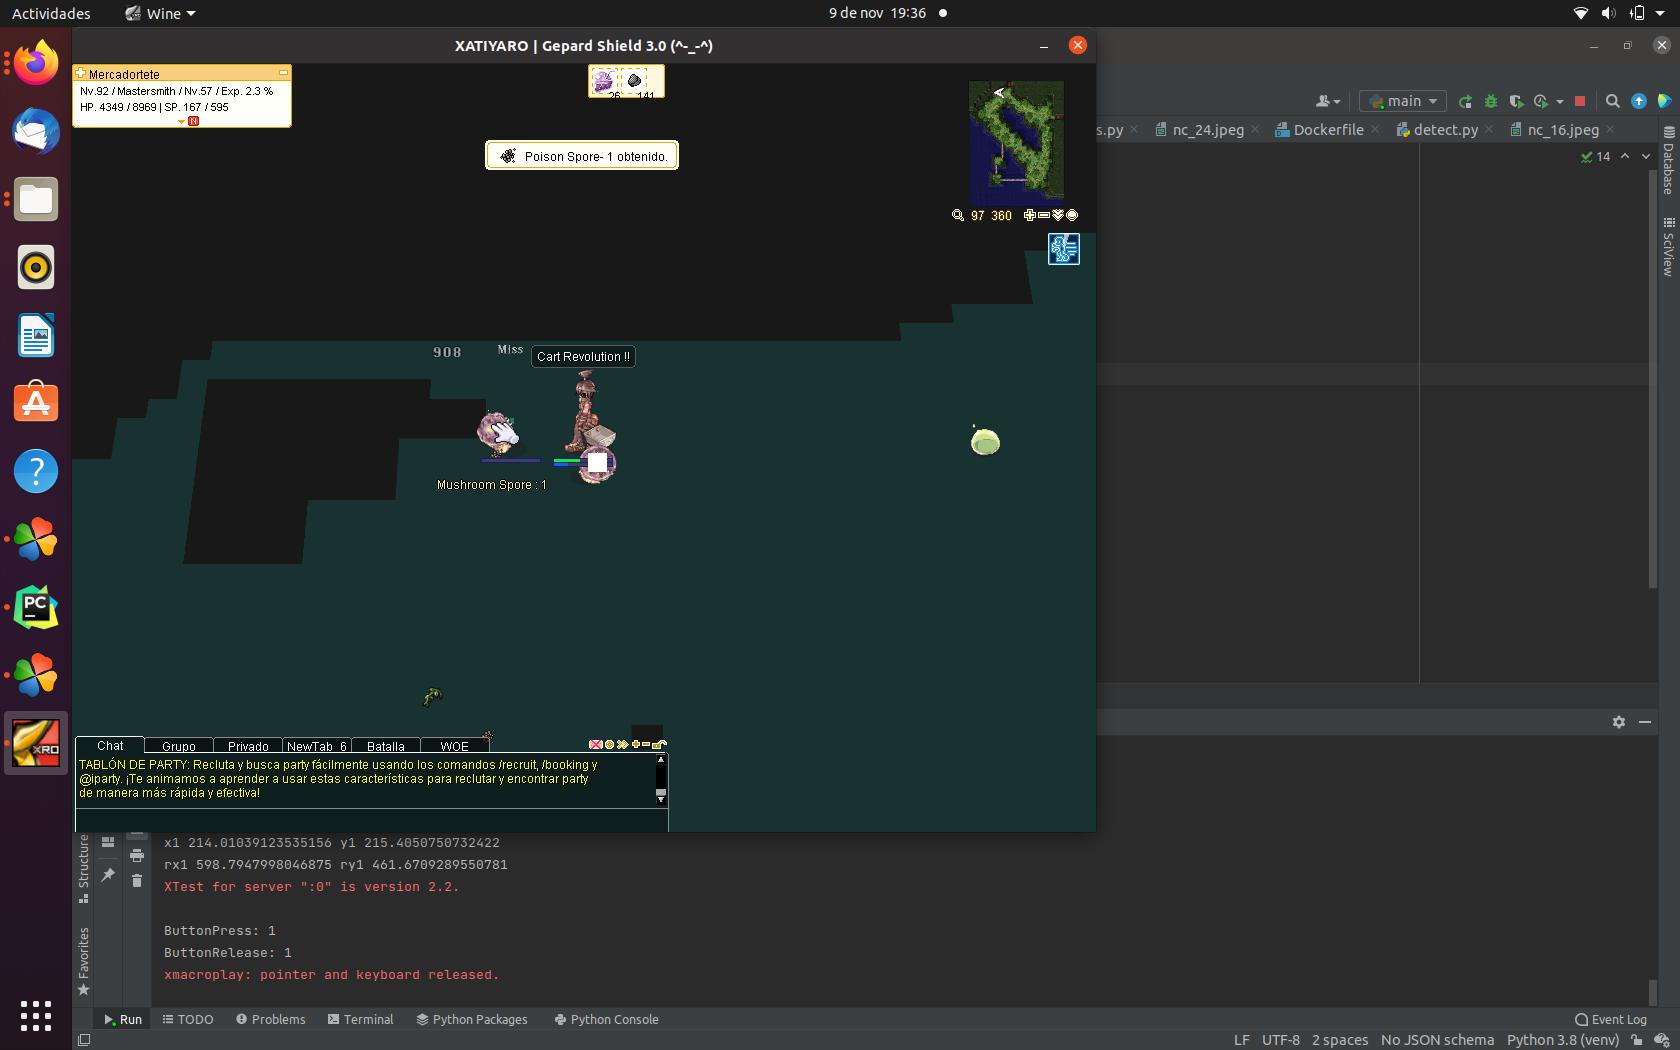 Actividades
Wine
9 de nov 19:36
XATIYARO | Gepard Shield 3.0 (^-_-^)
Mercadortete
Nv.92 / Mastersmith / Nv.57 / Exp. 2.3 %
HP. 4349 / 8969 | SP. 167 / 595
N
26 141
Poison Spore- 1 obtenido.
97 360
main
s.py
nc_24.jpeg
Dockerfile
detect.py
nc_16.jpeg
14
Database
SciView
908
Miss
Cart Revolution !!
Mushroom Spore : 1
Chat
Grupo
Privado
NewTab_6
Batalla
WOE
TABLÓN DE PARTY: Recluta y busca party fácilmente usando los comandos /recruit, /booking y
@iparty. ¡Te animamos a aprender a usar estas características para reclutar y encontrar party
de manera más rápida y efectiva!
PC
XRO
Structure
Favorites
x1 214.01039123535156 y1 215.4050750732422
rx1 598.7947998046875 ry1 461.6709289550781
XTest for server ":0" is version 2.2.
ButtonPress: 1
ButtonRelease: 1
xmacroplay: pointer and keyboard released.
Run
TODO
Problems
Terminal
Python Packages
Python Console
Event Log
LF
UTF-8
2 spaces
No JSON schema
Python 3.8 (venv)